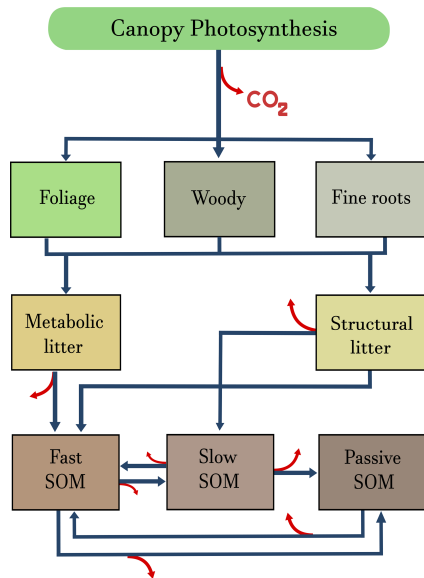 Canopy Photosynthesis
CO2
Foliage
Woody
Fine roots
Metabolic
litter
Structural
litter
Fast
SOM
Slow
SOM
Passive
SOM